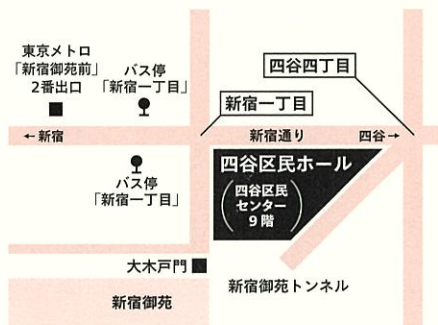 東京メトロ
「新宿御苑前」
2番出口
バス停
「新宿一丁目」
四谷四丁目
新宿一丁目
←新宿
新宿通り
四谷→
バス停
「新宿一丁目」
四谷区民ホール
(四谷区民
センター
9階)
大木戸門
新宿御苑トンネル
新宿御苑